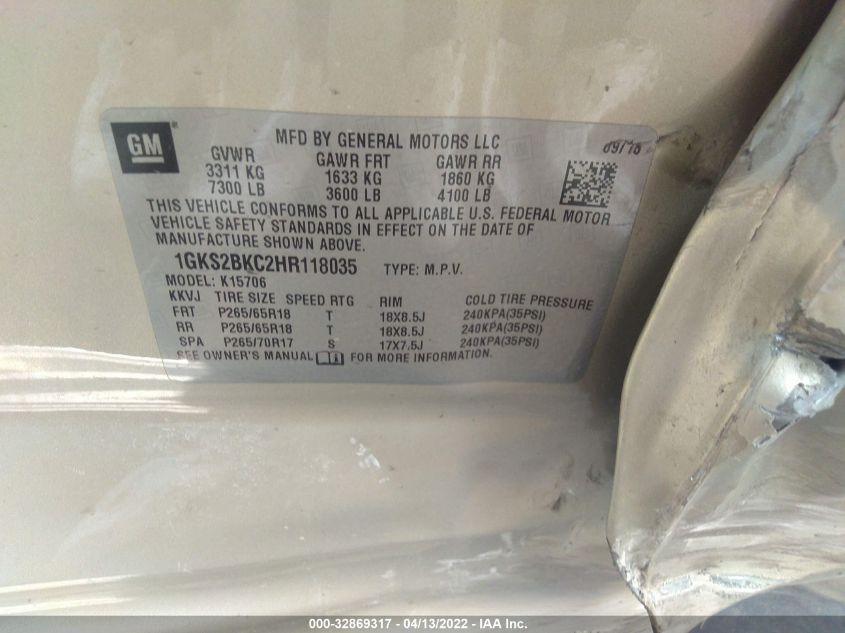 GM
MFD BY GENERAL MOTORS LLC
GVWR GAWR FRT GAWR RR
3311 KG 1633 KG 1860 KG
7300 LB 3600 LB 4100 LB
THIS VEHICLE CONFORMS TO ALL APPLICABLE U.S. FEDERAL MOTOR
VEHICLE SAFETY STANDARDS IN EFFECT ON THE DATE OF
MANUFACTURE SHOWN ABOVE.
1GKS2BKC2HR118035 TYPE: M.P.V.
MODEL: K15706
KKVJ TIRE SIZE SPEED RTG RIM COLD TIRE PRESSURE
FRT P265/65R18 T 18X8.5J 240KPA(35PSI)
RR P265/65R18 T 18X8.5J 240KPA(35PSI)
SPA P265/70R17 S 17X7.5J 240KPA(35PSI)
SEE OWNER'S MANUAL FOR MORE INFORMATION.
000-32869317 - 04/13/2022 - IAA Inc.